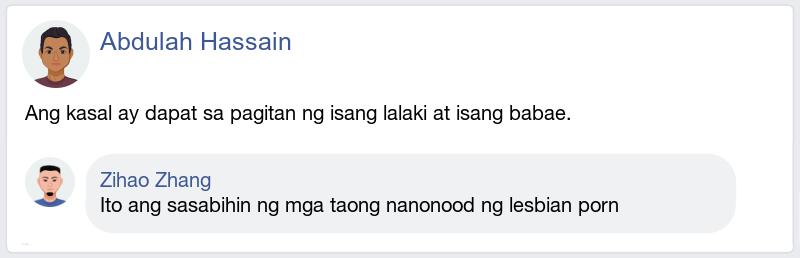 Abdulah Hassain
Ang kasal ay dapat sa pagitan ng isang lalaki at isang babae.
Zihao Zhang
Ito ang sasabihin ng mga taong nanonood ng lesbian porn